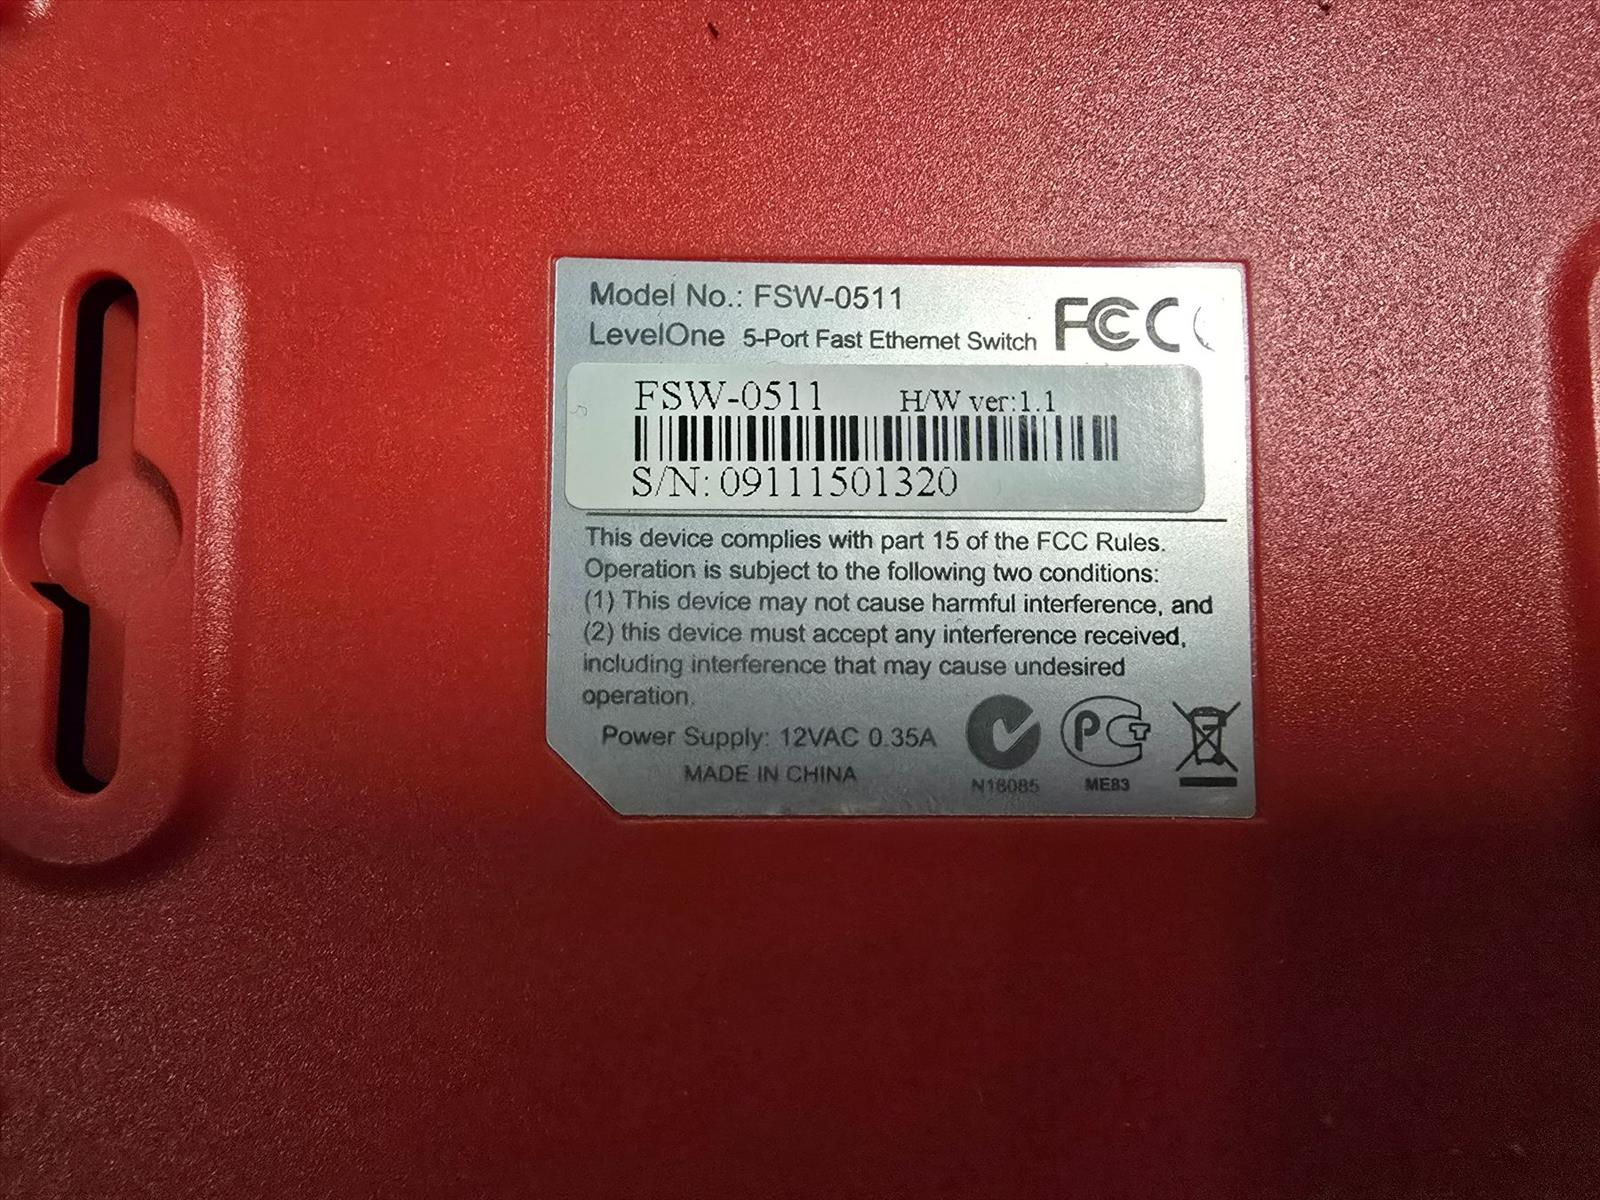 Model No.: FSW-0511
LevelOne 5-Port Fast Ethernet Switch FCC CE
FSW-0511 H/W ver:1.1
S/N: 09111501320
This device complies with part 15 of the FCC Rules.
Operation is subject to the following two conditions:
(1) This device may not cause harmful interference, and
(2) this device must accept any interference received,
including interference that may cause undesired
operation.
Power Supply: 12VAC 0.35A
MADE IN CHINA
N18085
PCT
ME83